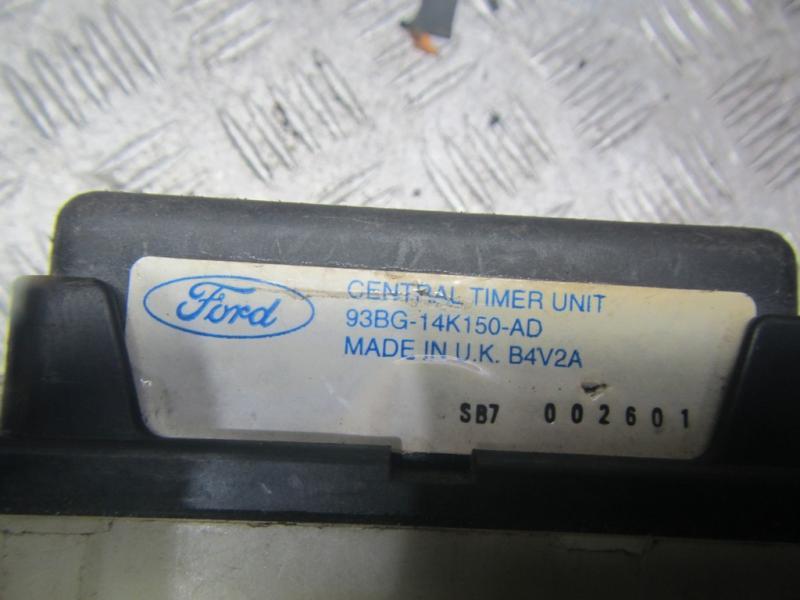 Ford
CENTRAL TIMER UNIT
93BG-14K150-AD
MADE IN U.K. B4V2A
SB7 002601